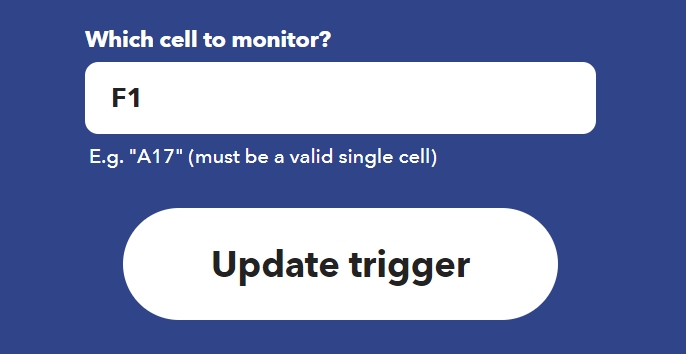 Which cell to monitor?
F1
E.g. "A17" (must be a valid single cell)
Update trigger